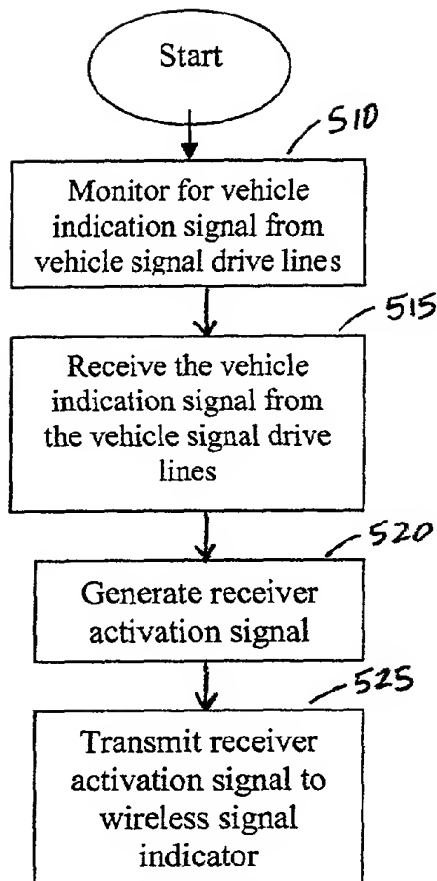 Start
510
Monitor for vehicle
indication signal from
vehicle signal drive lines
515
Receive the vehicle
indication signal from
the vehicle signal drive
lines
520
Generate receiver
activation signal
525
Transmit receiver
activation signal to
wireless signal
indicator